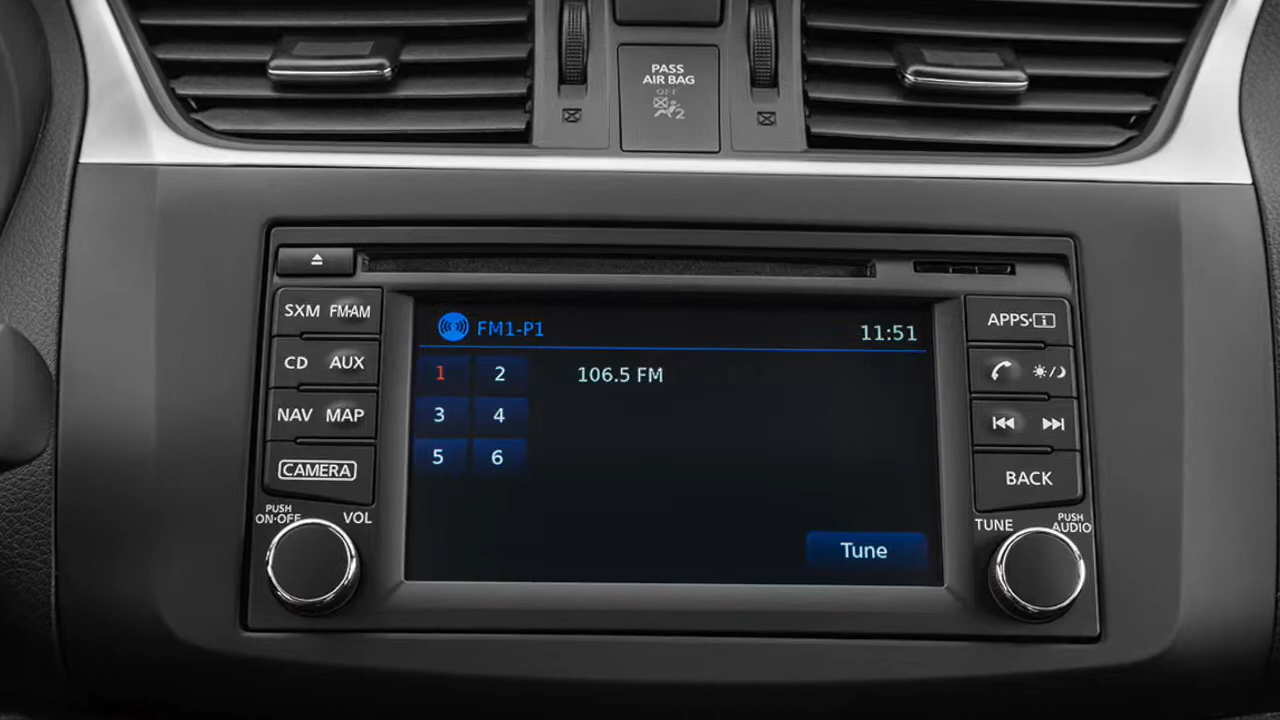 PASS
AIR BAG
OFF
2
SXM FM·AM
CD AUX
NAV MAP
CAMERA
PUSH
ON·OFF
VOL
FM1-P1
11:51
1 2
106.5 FM
3 4
5 6
Tune
APPS·i
BACK
TUNE
PUSH
AUDIO